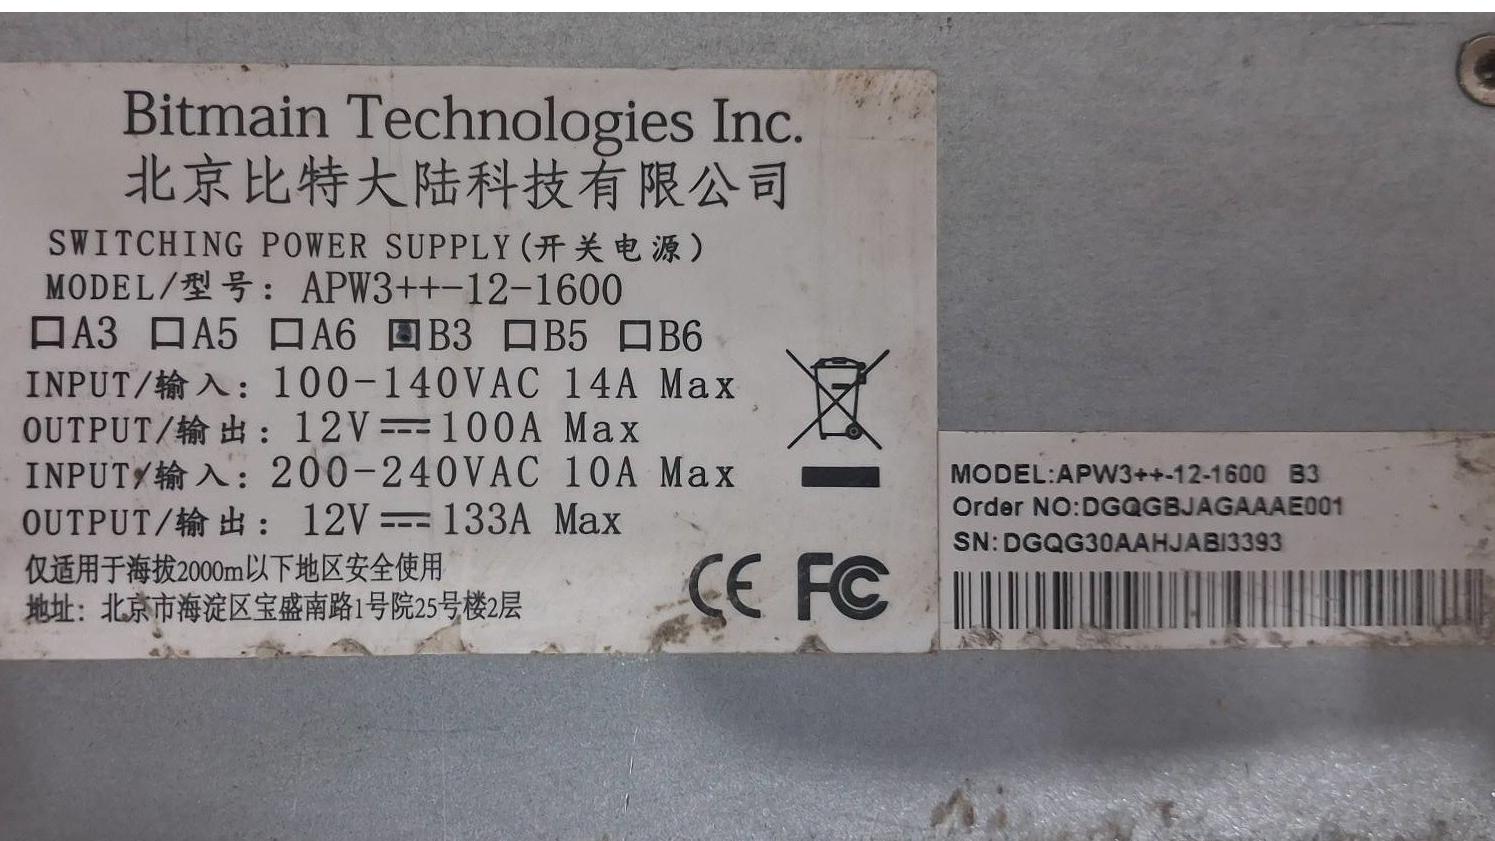 Bitmain Technologies Inc.
北京比特大陆科技有限公司
SWITCHING POWER SUPPLY(开关电源)
MODEL/型号: APW3++-12-1600
□A3 □A5 □A6 ■B3 □B5 □B6
INPUT/输入: 100-140VAC 14A Max
OUTPUT/输出: 12V⎓100A Max
INPUT/输入: 200-240VAC 10A Max
OUTPUT/输出: 12V⎓133A Max
仅适用于海拔2000m以下地区安全使用
地址: 北京市海淀区宝盛南路1号院25号楼2层
CE FC
MODEL:APW3++-12-1600 B3
Order NO:DGQGBJAGAAAE001
SN:DGQG30AAHJABI3393